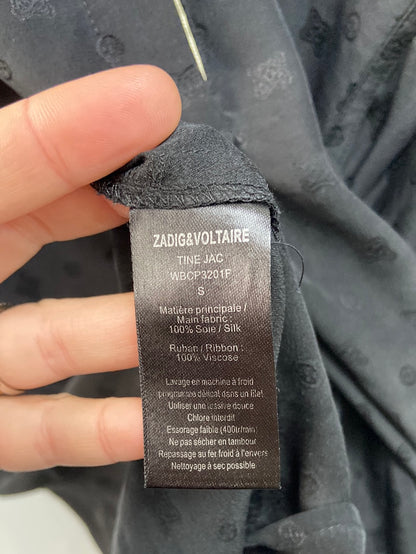 ZADIG&VOLTAIRE
TINE JAC
WBCP3201F
S
Matière principale /
Main fabric :
100% Soie / Silk
Ruban / Ribbon :
100% Viscose
Lavage en machine à froid
programme délicat dans un filet
Utiliser une lessive douce
Chlore interdit
Essorage faible (400tr/min)
Ne pas sécher en tambour
Repassage au fer froid à l'envers
Nettoyage à sec possible